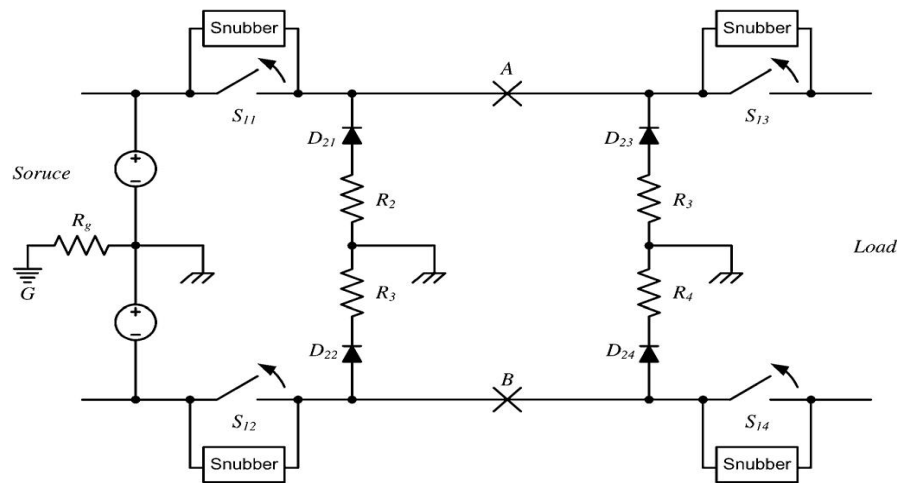 Snubber
Snubber
S11
A
S13
D21
D23
Soruce
R2
R3
Rg
Load
G
R3
R4
D22
D24
B
S12
S14
Snubber
Snubber